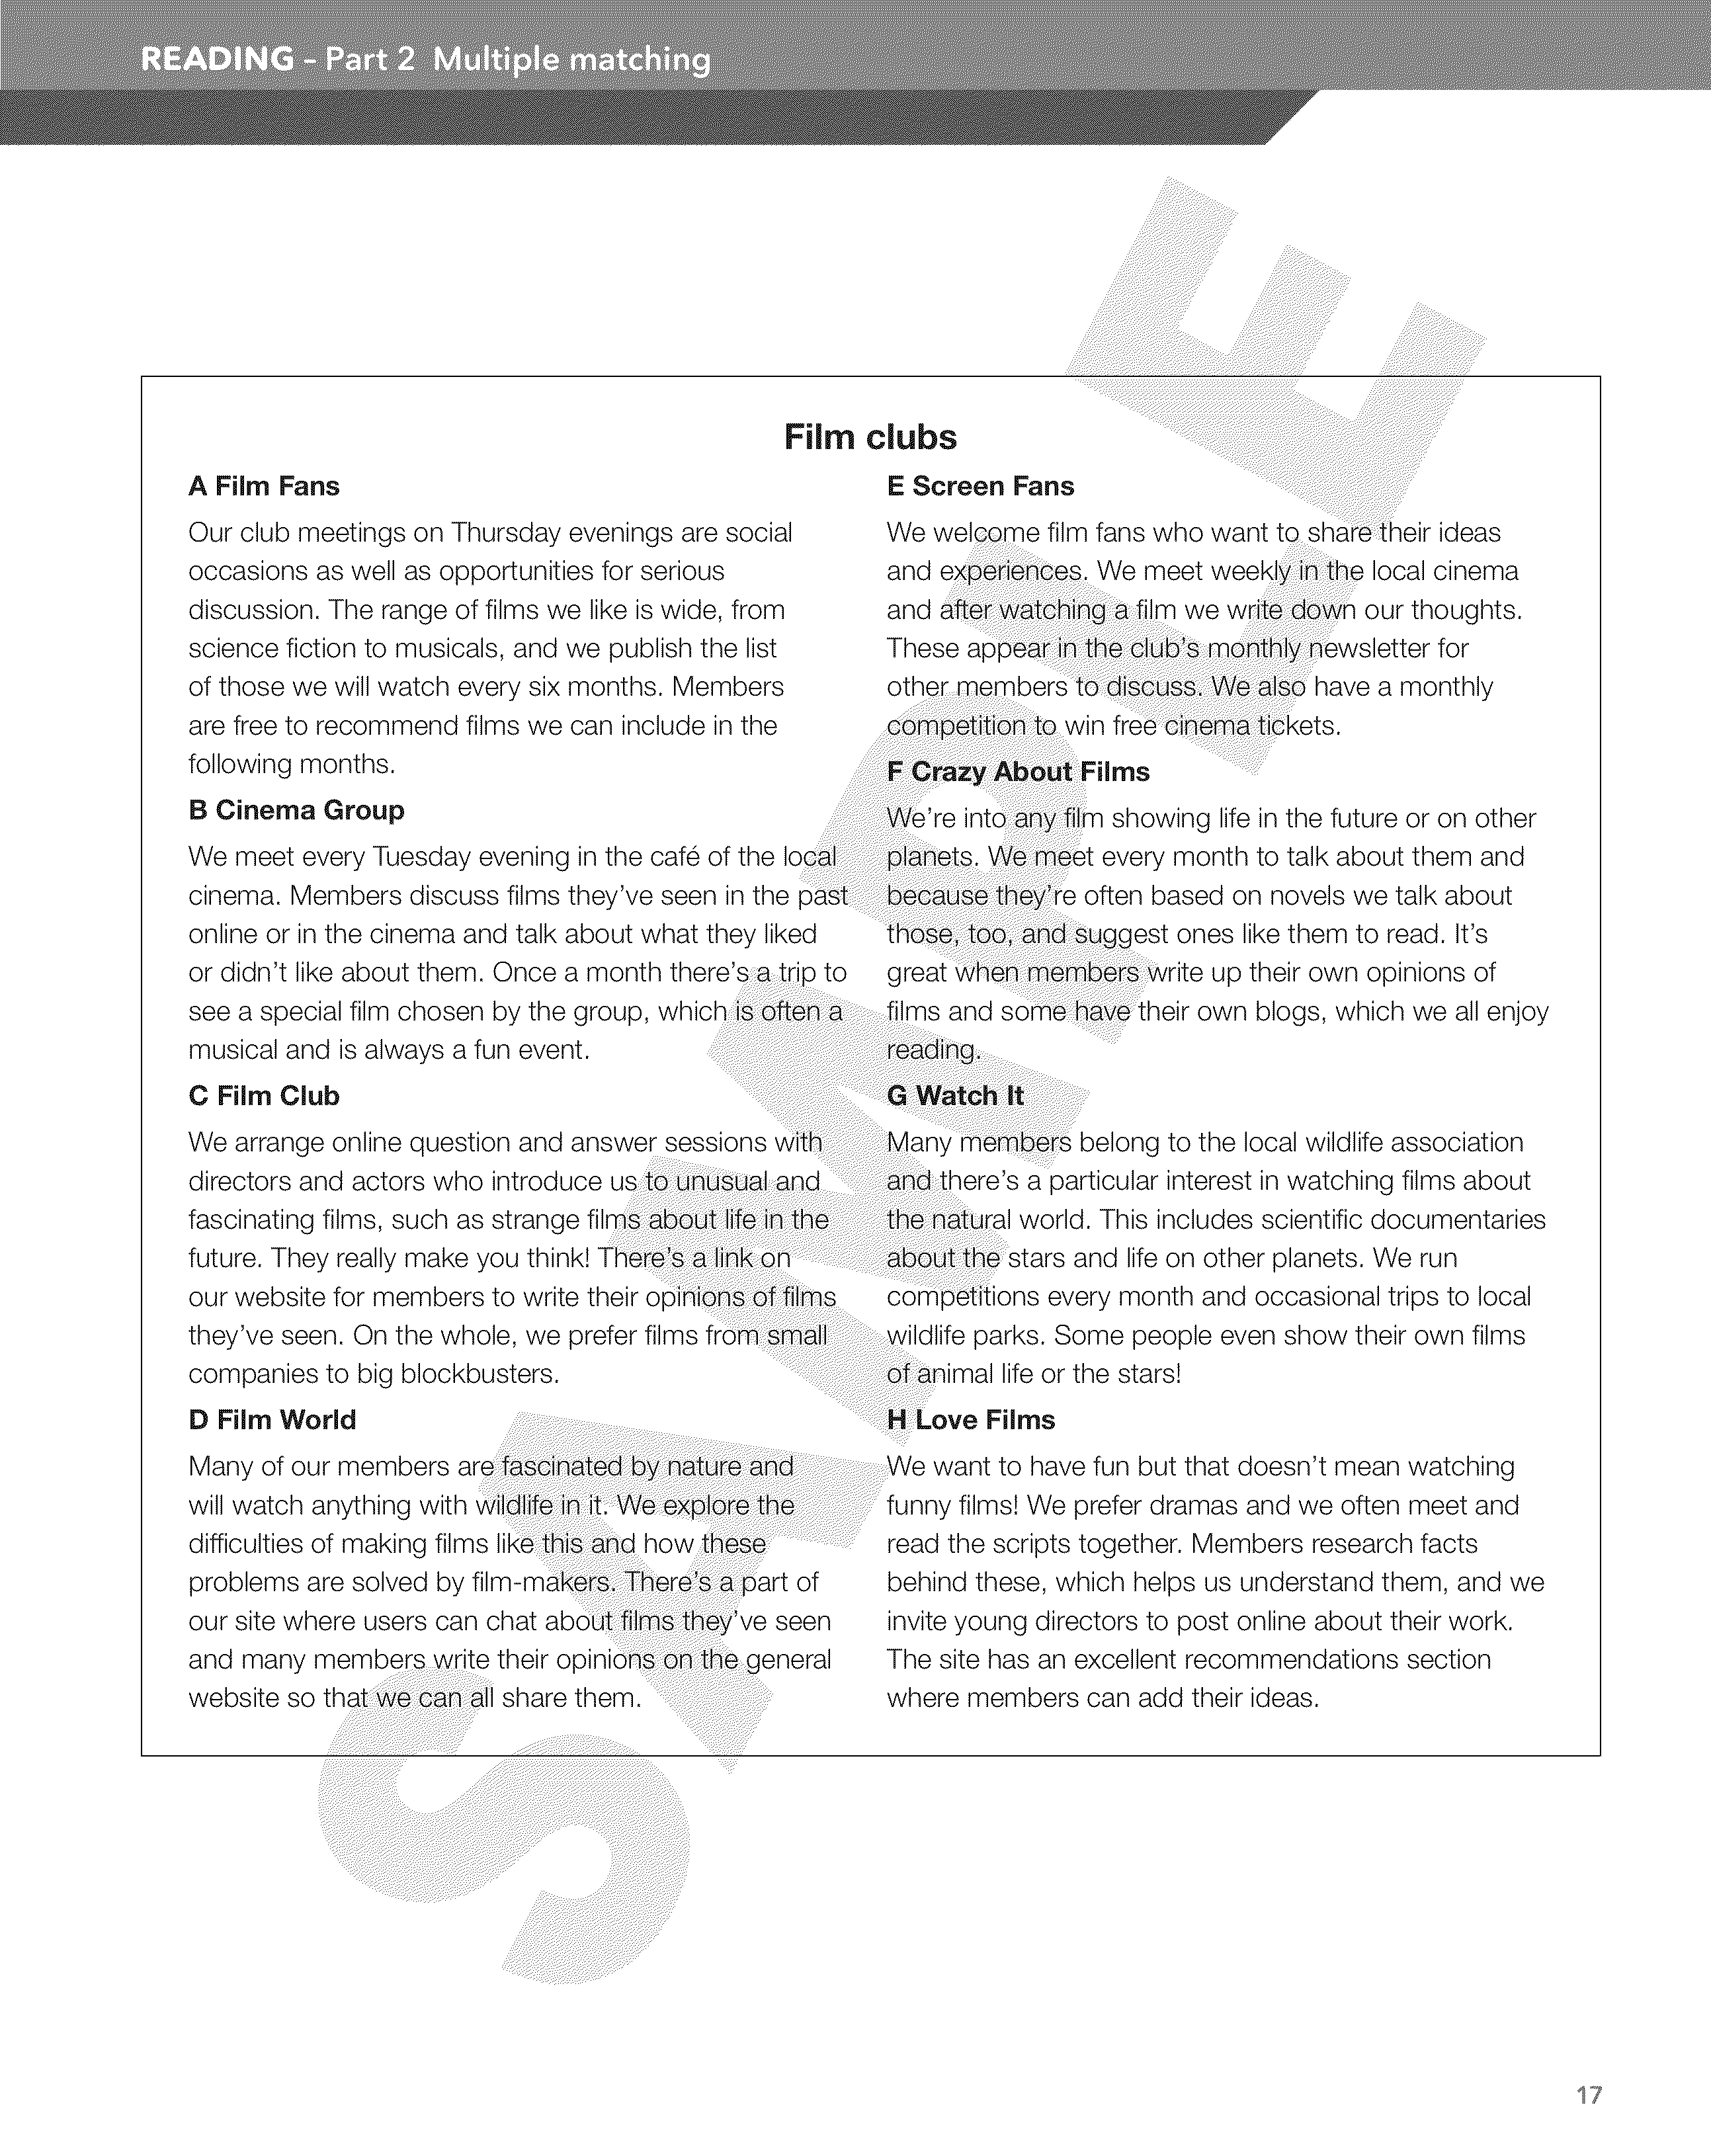 READING – Part 2 Multiple matching
Film clubs
A Film Fans
Our club meetings on Thursday evenings are social
occasions as well as opportunities for serious
discussion. The range of films we like is wide, from
science fiction to musicals, and we publish the list
of those we will watch every six months. Members
are free to recommend films we can include in the
following months.
B Cinema Group
We meet every Tuesday evening in the café of the local
cinema. Members discuss films they've seen in the past
online or in the cinema and talk about what they liked
or didn't like about them. Once a month there's a trip to
see a special film chosen by the group, which is often a
musical and is always a fun event.
C Film Club
We arrange online question and answer sessions with
directors and actors who introduce us to unusual and
fascinating films, such as strange films about life in the
future. They really make you think! There's a link on
our website for members to write their opinions of films
they've seen. On the whole, we prefer films from small
companies to big blockbusters.
D Film World
Many of our members are fascinated by nature and
will watch anything with wildlife in it. We explore the
difficulties of making films like this and how these
problems are solved by film-makers. There's a part of
our site where users can chat about films they've seen
and many members write their opinions on the general
website so that we can all share them.
E Screen Fans
We welcome film fans who want to share their ideas
and experiences. We meet weekly in the local cinema
and after watching a film we write down our thoughts.
These appear in the club's monthly newsletter for
other members to discuss. We also have a monthly
competition to win free cinema tickets.
F Crazy About Films
We're into any film showing life in the future or on other
planets. We meet every month to talk about them and
because they're often based on novels we talk about
those, too, and suggest ones like them to read. It's
great when members write up their own opinions of
films and some have their own blogs, which we all enjoy
reading.
G Watch It
Many members belong to the local wildlife association
and there's a particular interest in watching films about
the natural world. This includes scientific documentaries
about the stars and life on other planets. We run
competitions every month and occasional trips to local
wildlife parks. Some people even show their own films
of animal life or the stars!
H Love Films
We want to have fun but that doesn't mean watching
funny films! We prefer dramas and we often meet and
read the scripts together. Members research facts
behind these, which helps us understand them, and we
invite young directors to post online about their work.
The site has an excellent recommendations section
where members can add their ideas.
SAMPLE
17